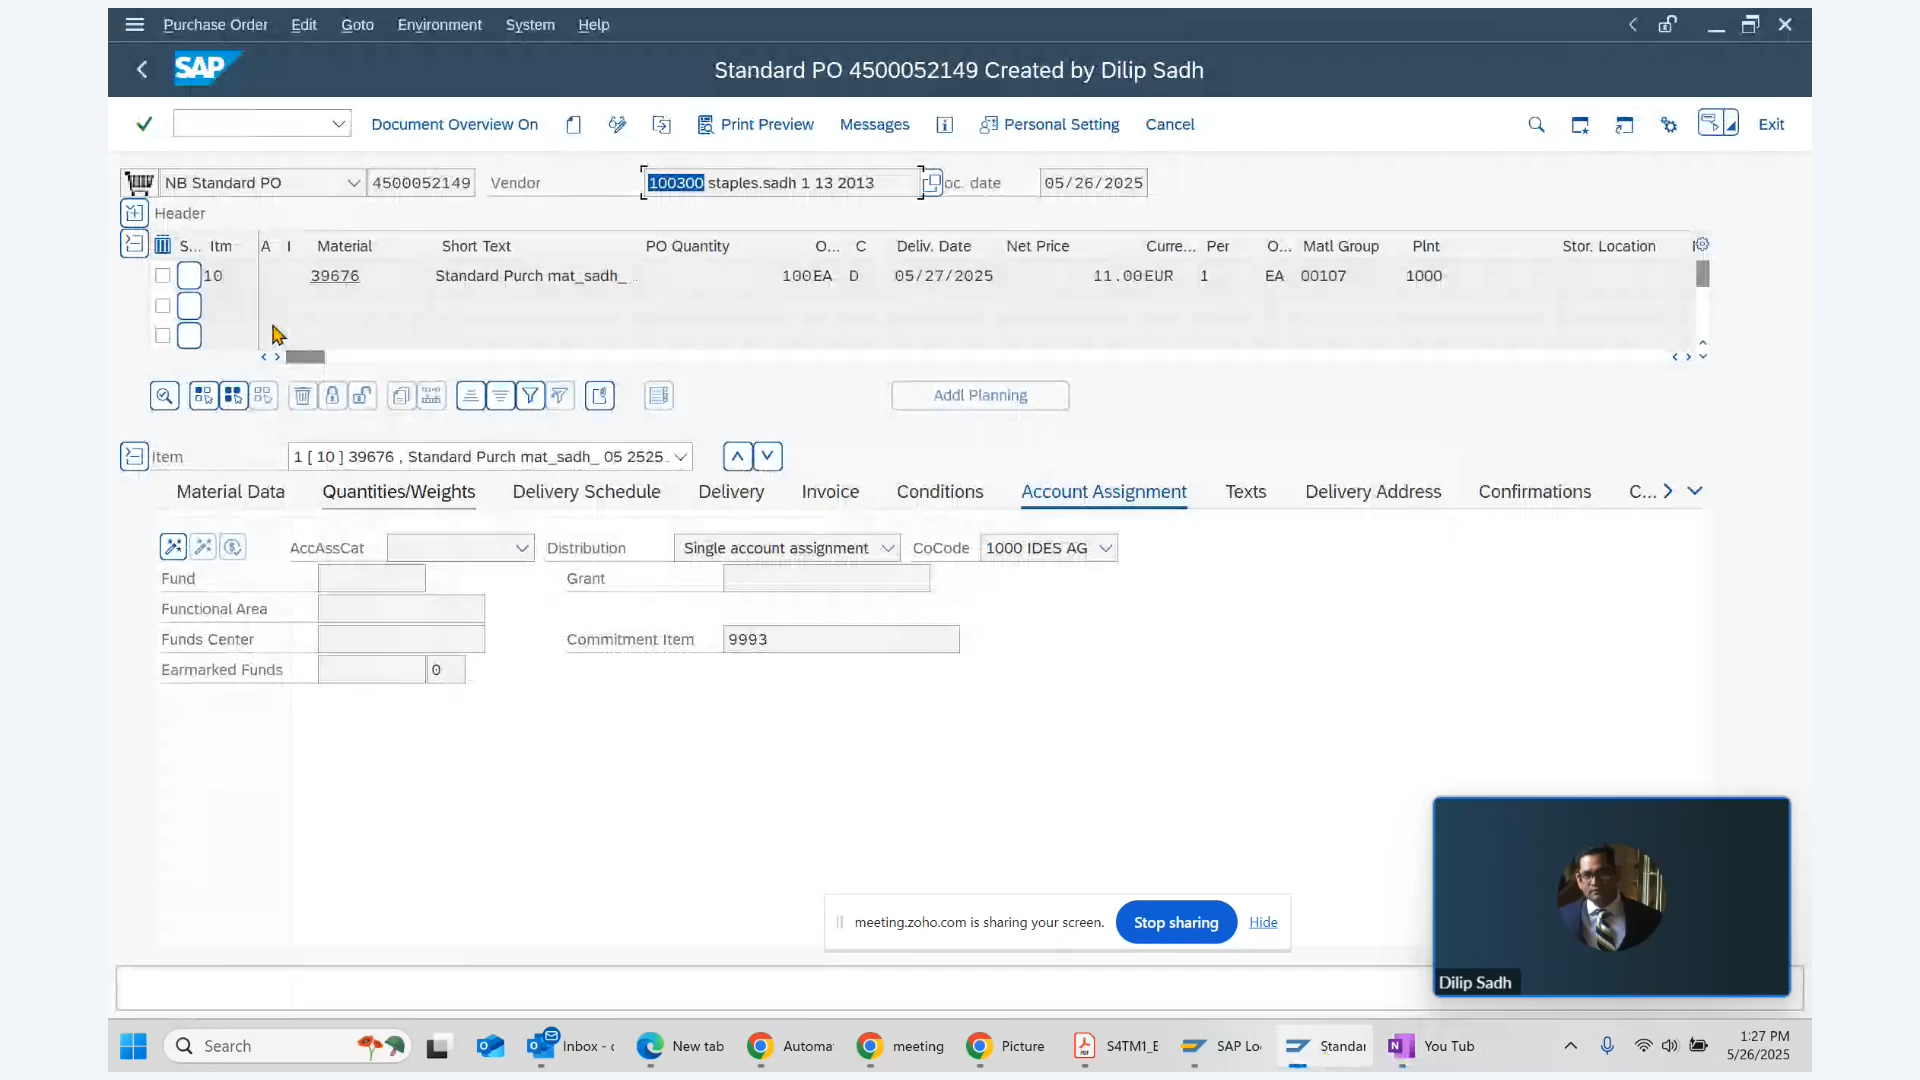 Purchase Order Edit Goto Environment System Help
SAP
Standard PO 4500052149 Created by Dilip Sadh
Document Overview On Print Preview Messages Personal Setting Cancel Exit
NB Standard PO 4500052149 Vendor 100300 staples.sadh 1 13 2013 oc. date 05/26/2025
Header
S... Itm A I Material Short Text PO Quantity O... C Deliv. Date Net Price Curre... Per O... Matl Group Plnt Stor. Location
10 39676 Standard Purch mat_sadh_ .. 100 EA D 05/27/2025 11.00 EUR 1 EA 00107 1000
Addl Planning
Item 1 [ 10 ] 39676 , Standard Purch mat_sadh_ 05 2525..
Material Data Quantities/Weights Delivery Schedule Delivery Invoice Conditions Account Assignment Texts Delivery Address Confirmations C...
AccAssCat Distribution Single account assignment CoCode 1000 IDES AG
Fund Grant
Functional Area
Funds Center Commitment Item 9993
Earmarked Funds 0
meeting.zoho.com is sharing your screen. Stop sharing Hide
Dilip Sadh
Search Inbox - New tab Automa meeting Picture S4TM1_E SAP Lo Standar You Tub
1:27 PM
5/26/2025